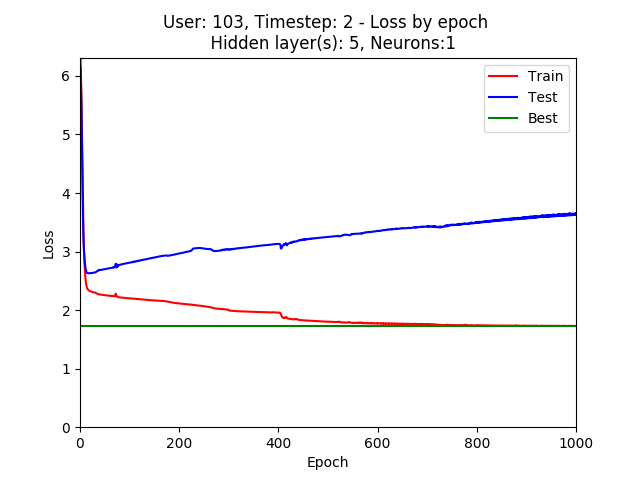 User: 103, Timestep: 2 - Loss by epoch
Hidden layer(s): 5, Neurons:1
Train
Test
Best
Loss
6
5
4
3
2
1
0
0 200 400 600 800 1000
Epoch